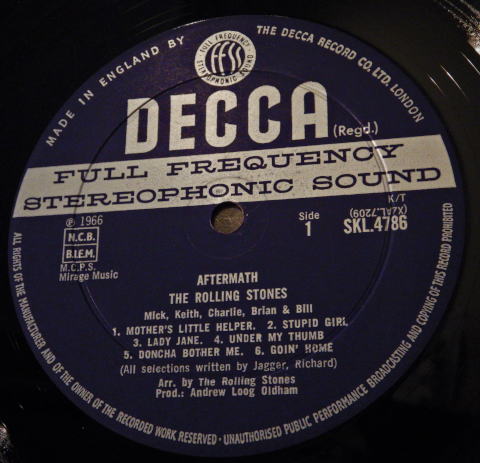 MADE IN ENGLAND BY
THE DECCA RECORD CO. LTD. LONDON
FULL FREQUENCY
ffss
STEREOPHONIC SOUND
DECCA
(Regd.)
FULL FREQUENCY
STEREOPHONIC SOUND
K/T
℗ 1966
N.C.B.
B.I.E.M.
M.C.P.S.
Mirage Music
Side
1
(XZAL.7209)
SKL.4786
AFTERMATH
THE ROLLING STONES
Mick, Keith, Charlie, Brian & Bill
1. MOTHER'S LITTLE HELPER. 2. STUPID GIRL
3. LADY JANE. 4. UNDER MY THUMB
5. DONCHA BOTHER ME. 6. GOIN' HOME
(All selections written by Jagger, Richard)
Arr. by The Rolling Stones
Prod.: Andrew Loog Oldham
ALL RIGHTS OF THE MANUFACTURER AND OF THE OWNER OF THE RECORDED WORK RESERVED · UNAUTHORISED PUBLIC PERFORMANCE BROADCASTING AND COPYING OF THIS RECORD PROHIBITED